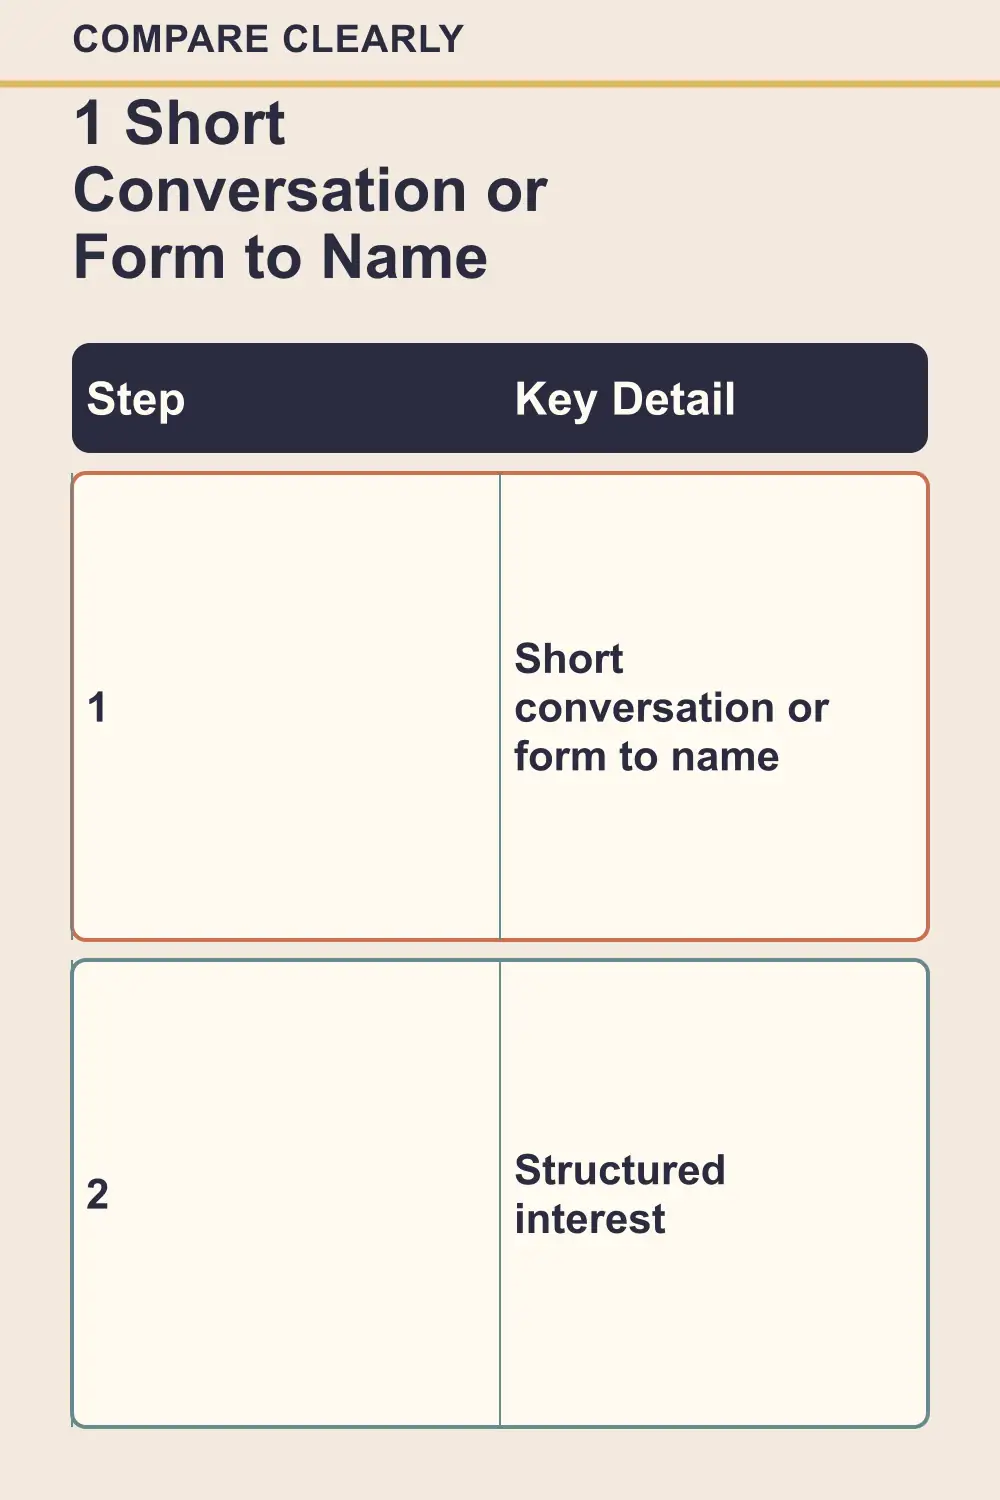 COMPARE CLEARLY
1 Short
Conversation or
Form to Name
Step Key Detail
1
Short
conversation or
form to name
2
Structured
interest